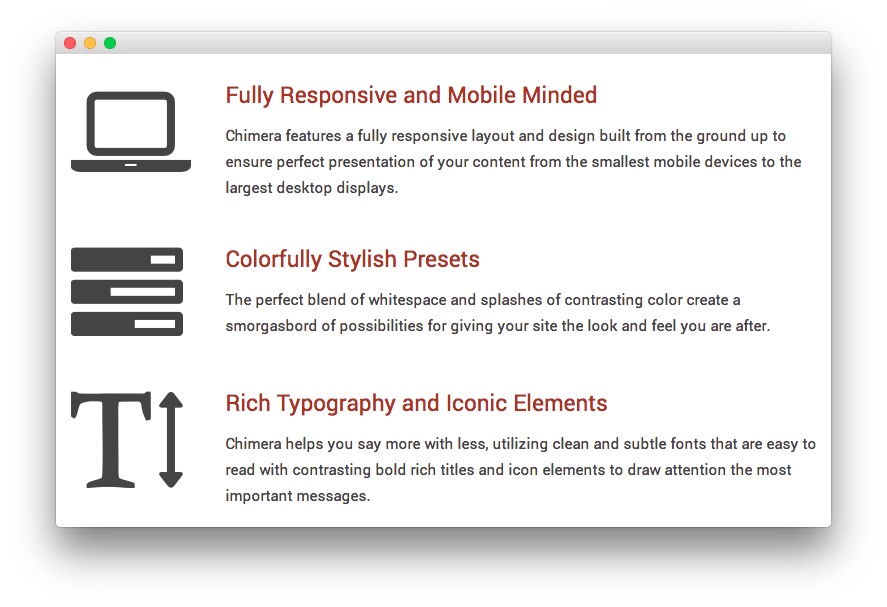 Fully Responsive and Mobile Minded
Chimera features a fully responsive layout and design built from the ground up to
ensure perfect presentation of your content from the smallest mobile devices to the
largest desktop displays.
Colorfully Stylish Presets
The perfect blend of whitespace and splashes of contrasting color create a
smorgasbord of possibilities for giving your site the look and feel you are after.
Rich Typography and Iconic Elements
Chimera helps you say more with less, utilizing clean and subtle fonts that are easy to
read with contrasting bold rich titles and icon elements to draw attention the most
important messages.